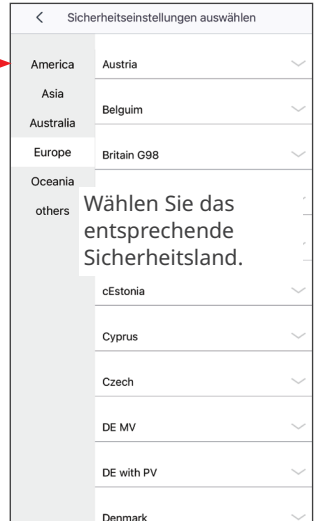 Sicherheitseinstellungen auswählen
America
Asia
Australia
Europe
Oceania
others
Austria
Belguim
Britain G98
Wählen Sie das
entsprechende
Sicherheitsland.
cEstonia
Cyprus
Czech
DE MV
DE with PV
Denmark